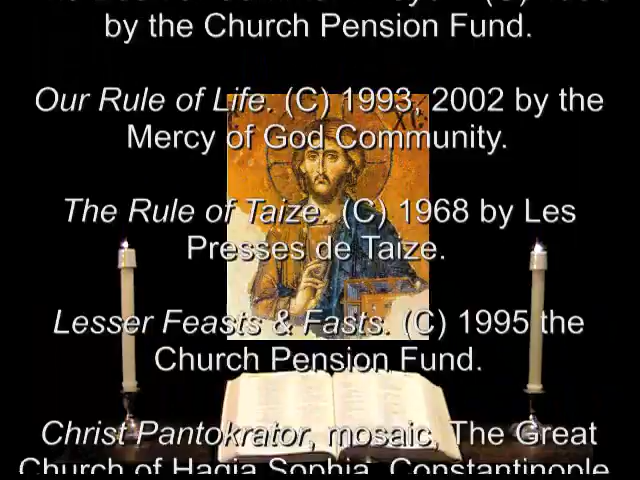 by the Church Pension Fund.
Our Rule of Life. (C) 1993, 2002 by the
Mercy of God Community.
The Rule of Taize. (C) 1968 by Les
Presses de Taize.
Lesser Feasts & Fasts. (C) 1995 the
Church Pension Fund.
Christ Pantokrator, mosaic, The Great
Church of Hagia Sophia, Constantinople.